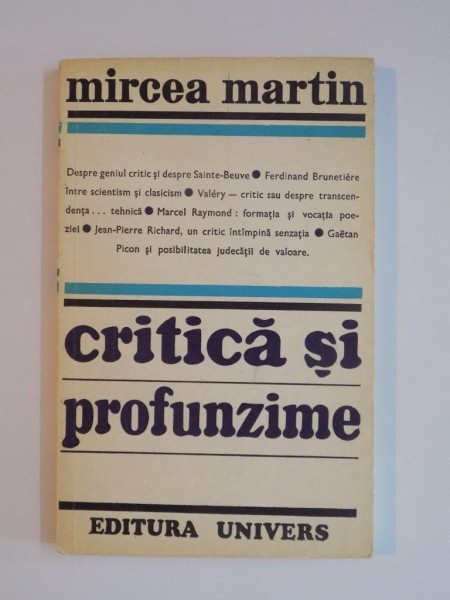 mircea martin
Despre geniul critic și despre Sainte-Beuve ● Ferdinand Brunetière
între scientism și clasicism ● Valéry — critic sau despre transcen-
dența... tehnică ● Marcel Raymond: formația și vocația poe-
ziei ● Jean-Pierre Richard, un critic întîmpină senzația ● Gaëtan
Picon și posibilitatea judecății de valoare.
critică și
profunzime
EDITURA UNIVERS